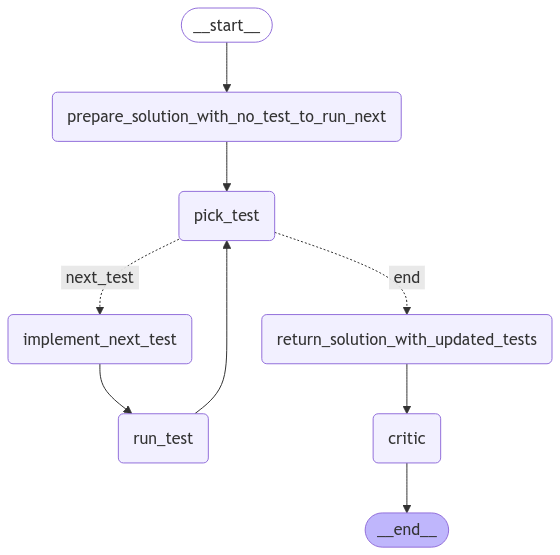 __start__
prepare_solution_with_no_test_to_run_next
pick_test
next_test
end
implement_next_test
return_solution_with_updated_tests
run_test
critic
__end__